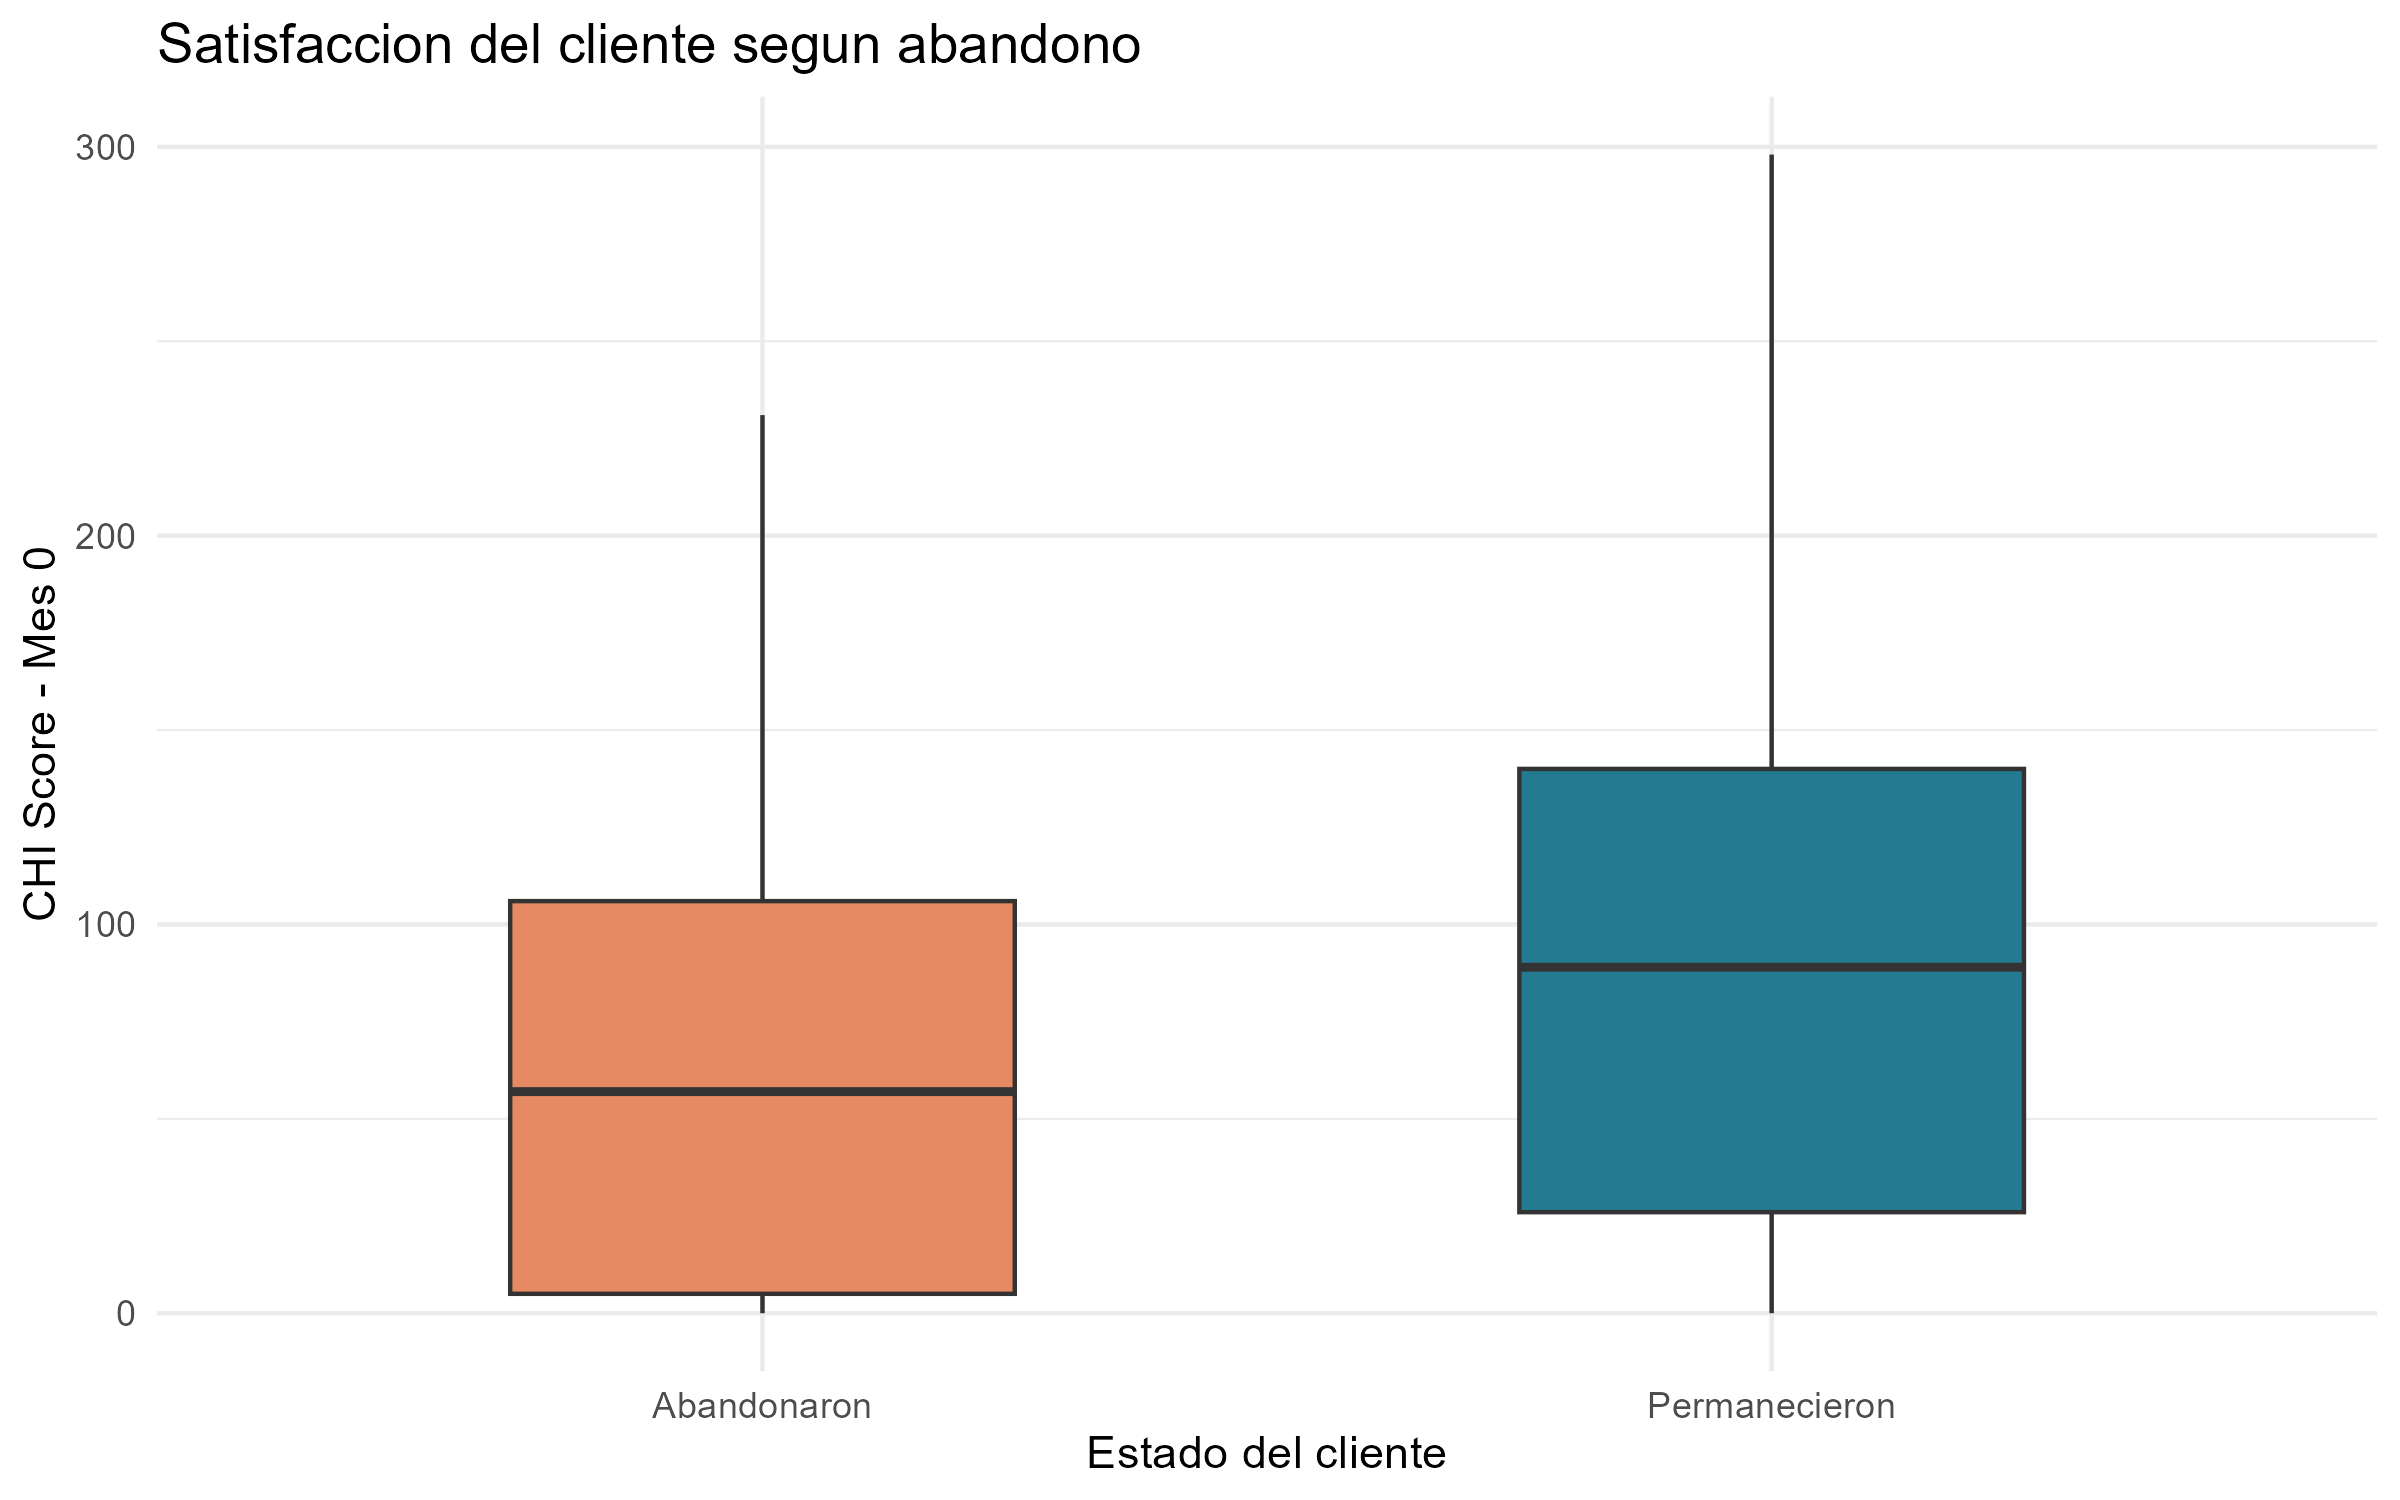 Satisfaccion del cliente segun abandono
300
200
100
0
CHI Score - Mes 0
Abandonaron
Permanecieron
Estado del cliente